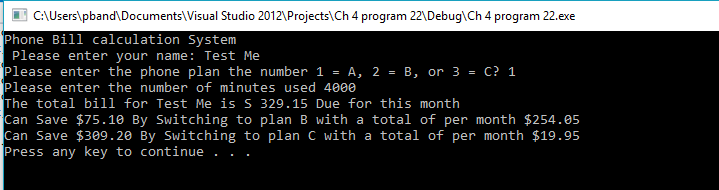 C:\Users\pband\Documents\Visual Studio 2012\Projects\Ch 4 program 22\Debug\Ch 4 program 22.exe
Phone Bill calculation System
Please enter your name: Test Me
Please enter the phone plan the number 1 = A, 2 = B, or 3 = C? 1
Please enter the number of minutes used 4000
The total bill for Test Me is S 329.15 Due for this month
Can Save $75.10 By Switching to plan B with a total of per month $254.05
Can Save $309.20 By Switching to plan C with a total of per month $19.95
Press any key to continue . . .